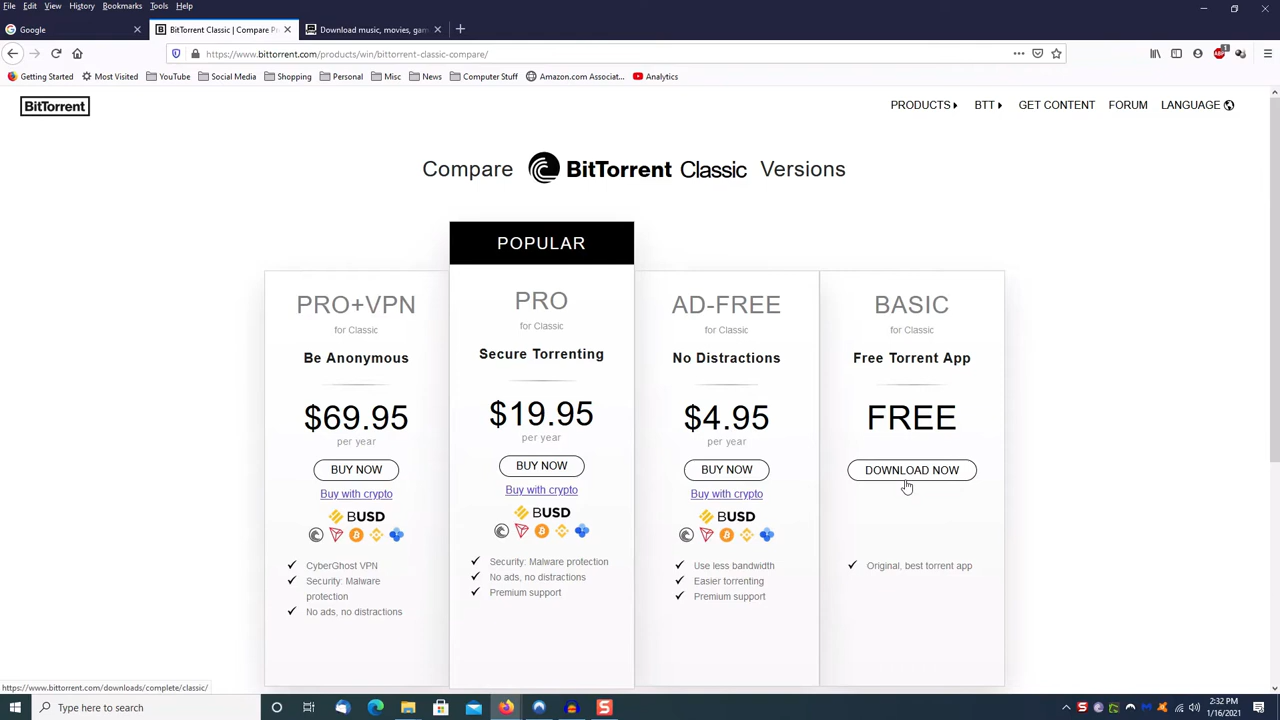 File Edit View History Bookmarks Tools Help
Google
BitTorrent Classic | Compare P
Download music, movies, gam
https://www.bittorrent.com/products/win/bittorrent-classic-compare/
Getting Started Most Visited YouTube Social Media Shopping Personal Misc News Computer Stuff Amazon.com Associat... Analytics
BitTorrent
PRODUCTS BTT GET CONTENT FORUM LANGUAGE
Compare BitTorrent Classic Versions
POPULAR
PRO+VPN
for Classic
Be Anonymous
$69.95
per year
BUY NOW
Buy with crypto
BUSD
CyberGhost VPN
Security: Malware
protection
No ads, no distractions
PRO
for Classic
Secure Torrenting
$19.95
per year
BUY NOW
Buy with crypto
BUSD
Security: Malware protection
No ads, no distractions
Premium support
AD-FREE
for Classic
No Distractions
$4.95
per year
BUY NOW
Buy with crypto
BUSD
Use less bandwidth
Easier torrenting
Premium support
BASIC
for Classic
Free Torrent App
FREE
DOWNLOAD NOW
Original, best torrent app
https://www.bittorrent.com/downloads/complete/classic/
Type here to search
2:32 PM
1/16/2021